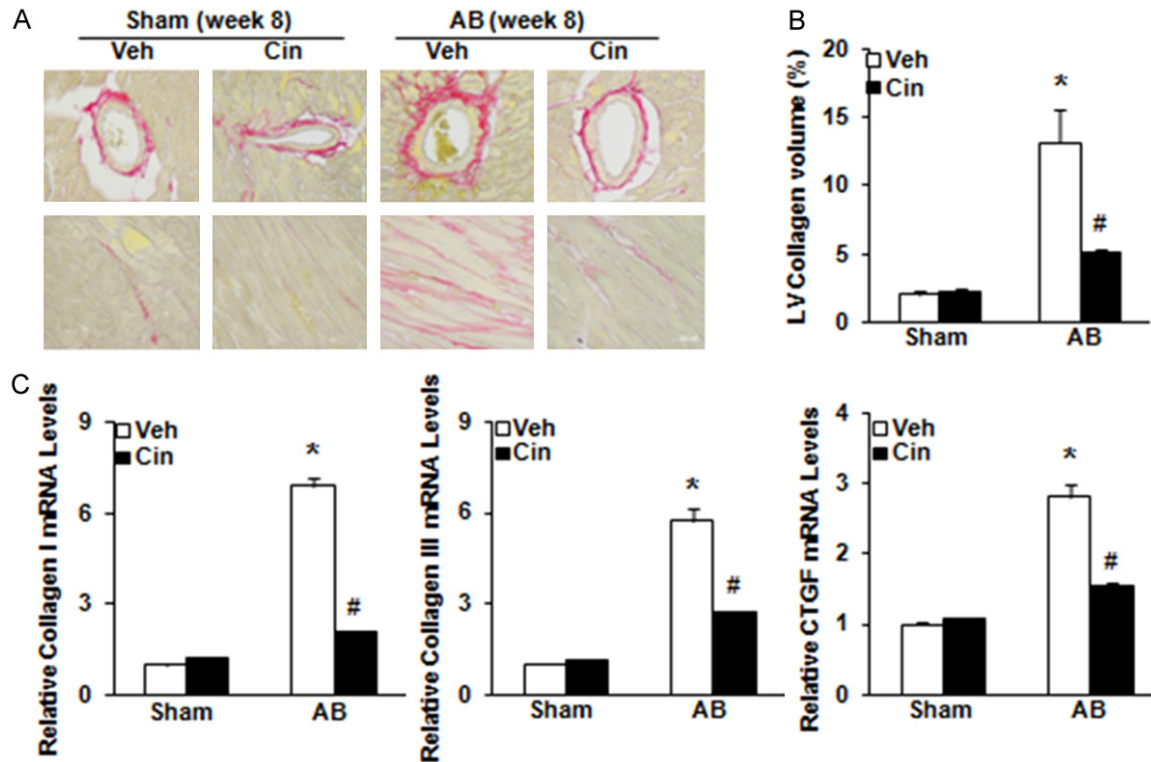 A
Sham (week 8)
AB (week 8)
Veh
Cin
Veh
Cin
B
LV Collagen volume (%)
20
15
10
5
0
Veh
Cin
*
#
Sham
AB
C
Relative Collagen I mRNA Levels
9
6
3
0
Veh
Cin
*
#
Sham
AB
Relative Collagen III mRNA Levels
9
6
3
0
Veh
Cin
*
#
Sham
AB
Relative CTGF mRNA Levels
4
3
2
1
0
Veh
Cin
*
#
Sham
AB